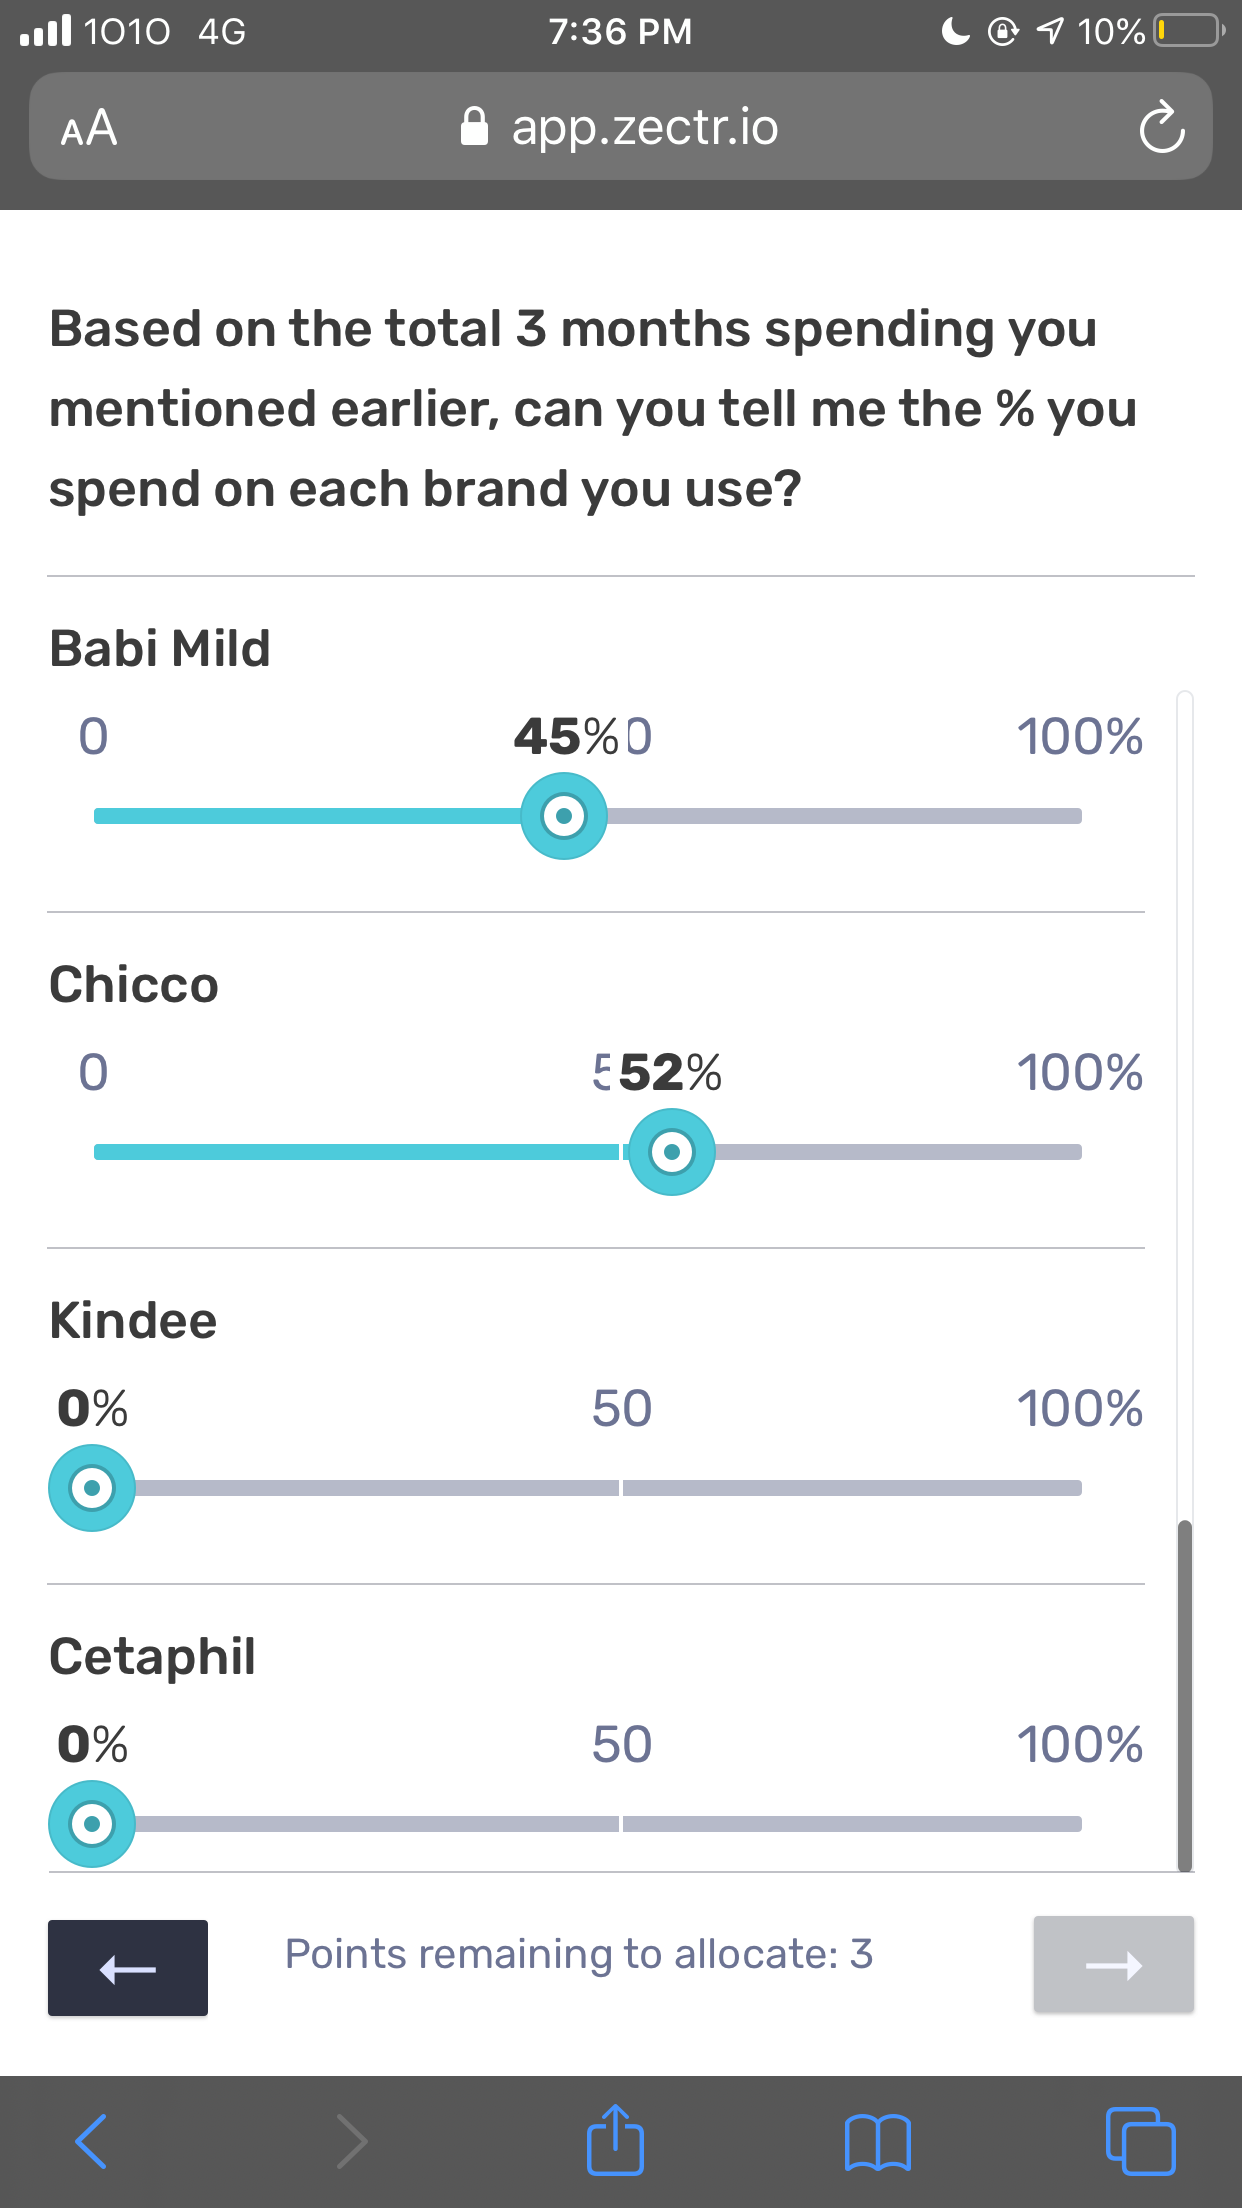 1010 4G 7:36 PM 10%
AA app.zectr.io
Based on the total 3 months spending you
mentioned earlier, can you tell me the % you
spend on each brand you use?
Babi Mild
0 45%0 100%
Chicco
0 5 52% 100%
Kindee
0% 50 100%
Cetaphil
0% 50 100%
Points remaining to allocate: 3